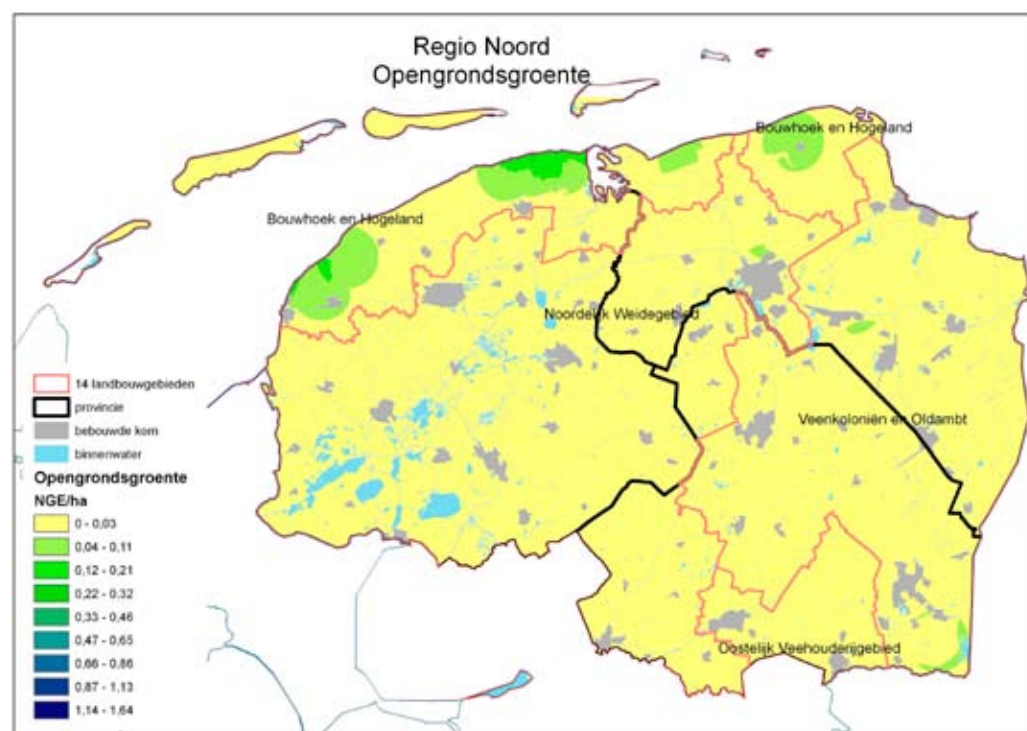 Regio Noord
Opengrondsgroente
Bouwhoek en Hogeland
Bouwhoek en Hogeland
Noordelijk Weidegebied
Veenkoloniën en Oldambt
Oostelijk Veehouderijgebied
14 landbouwgebieden
provincie
bebouwde kom
binnenwater
Opengrondsgroente
NGE/ha
0 - 0,03
0,04 - 0,11
0,12 - 0,21
0,22 - 0,32
0,33 - 0,46
0,47 - 0,65
0,66 - 0,86
0,87 - 1,13
1,14 - 1,64